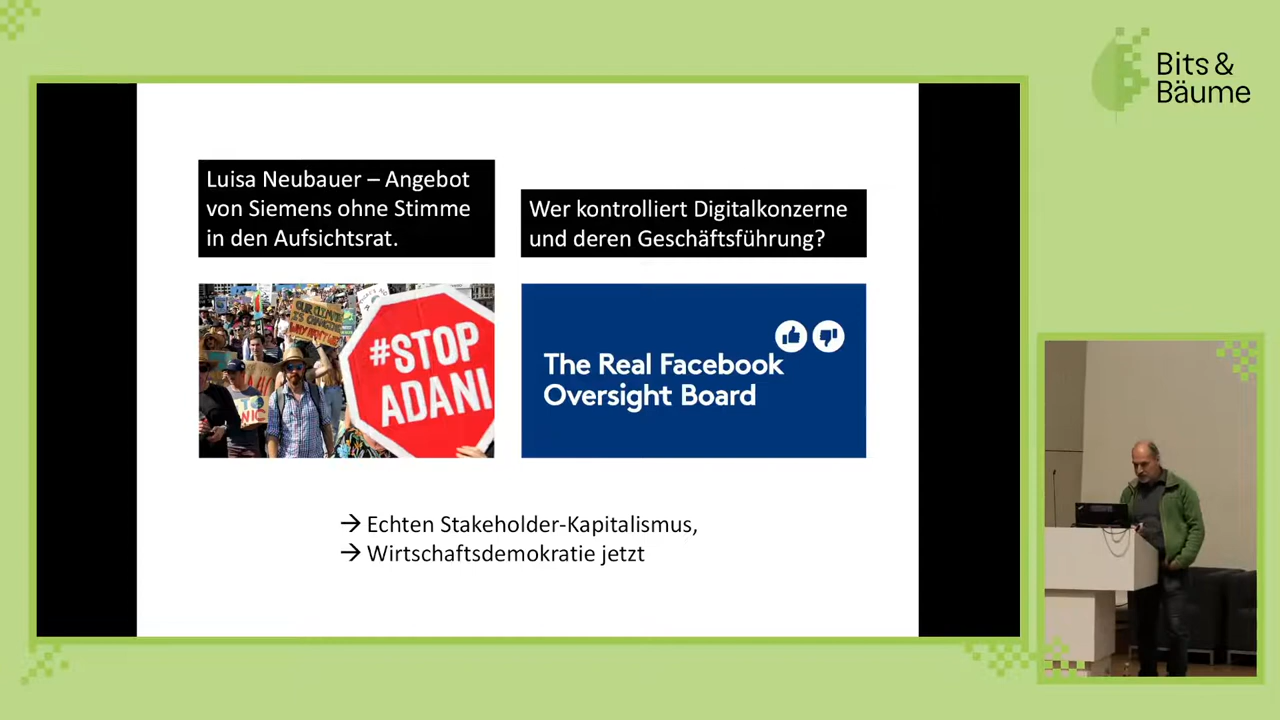 Bits &
Bäume
Luisa Neubauer – Angebot
von Siemens ohne Stimme
in den Aufsichtsrat.
Wer kontrolliert Digitalkonzerne
und deren Geschäftsführung?
#STOP
ADANI
The Real Facebook
Oversight Board
→ Echten Stakeholder-Kapitalismus,
→ Wirtschaftsdemokratie jetzt